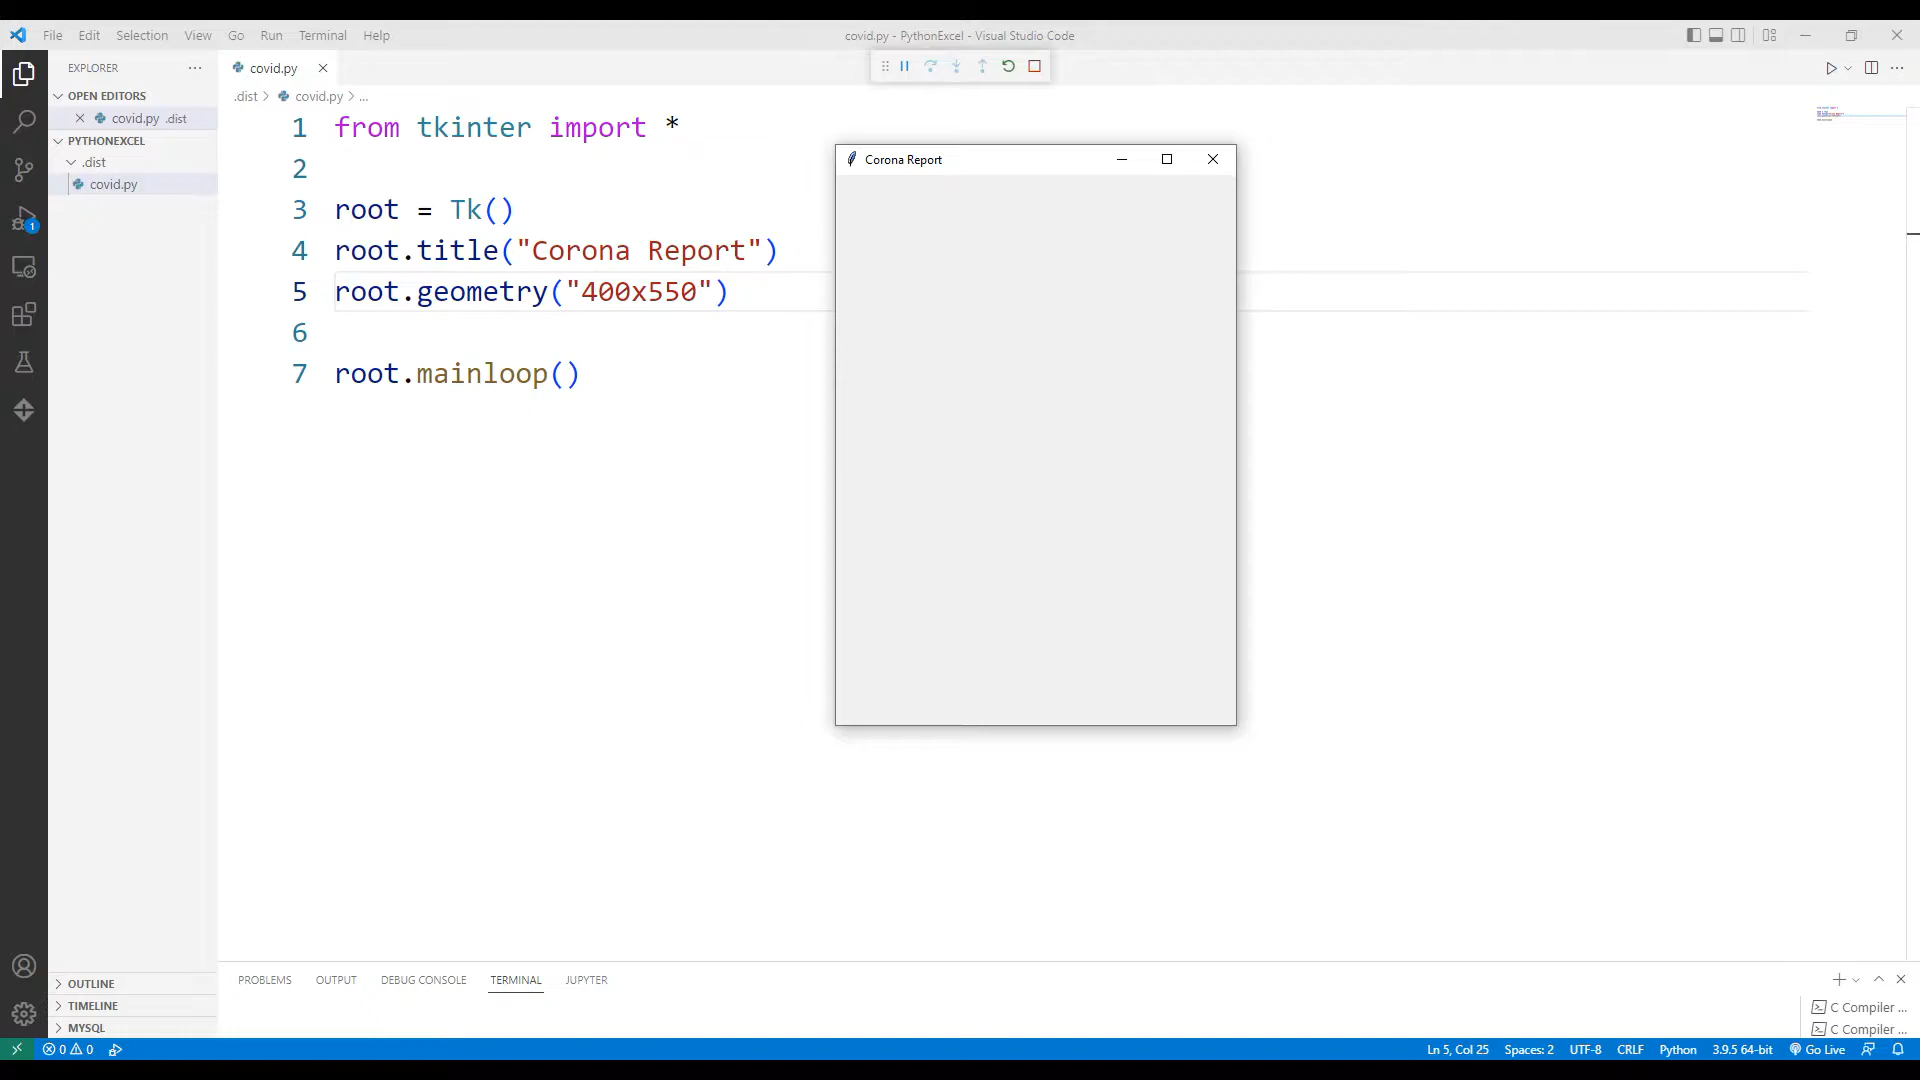 File Edit Selection View Go Run Terminal Help
covid.py - PythonExcel - Visual Studio Code
EXPLORER
covid.py
OPEN EDITORS
covid.py .dist
PYTHONEXCEL
.dist
covid.py
.dist > covid.py > ...
1 from tkinter import *
2
3 root = Tk()
4 root.title("Corona Report")
5 root.geometry("400x550")
6
7 root.mainloop()
Corona Report
1
OUTLINE
TIMELINE
MYSQL
PROBLEMS OUTPUT DEBUG CONSOLE TERMINAL JUPYTER
C Compiler ...
C Compiler ...
0 0
Ln 5, Col 25 Spaces: 2 UTF-8 CRLF Python 3.9.5 64-bit Go Live